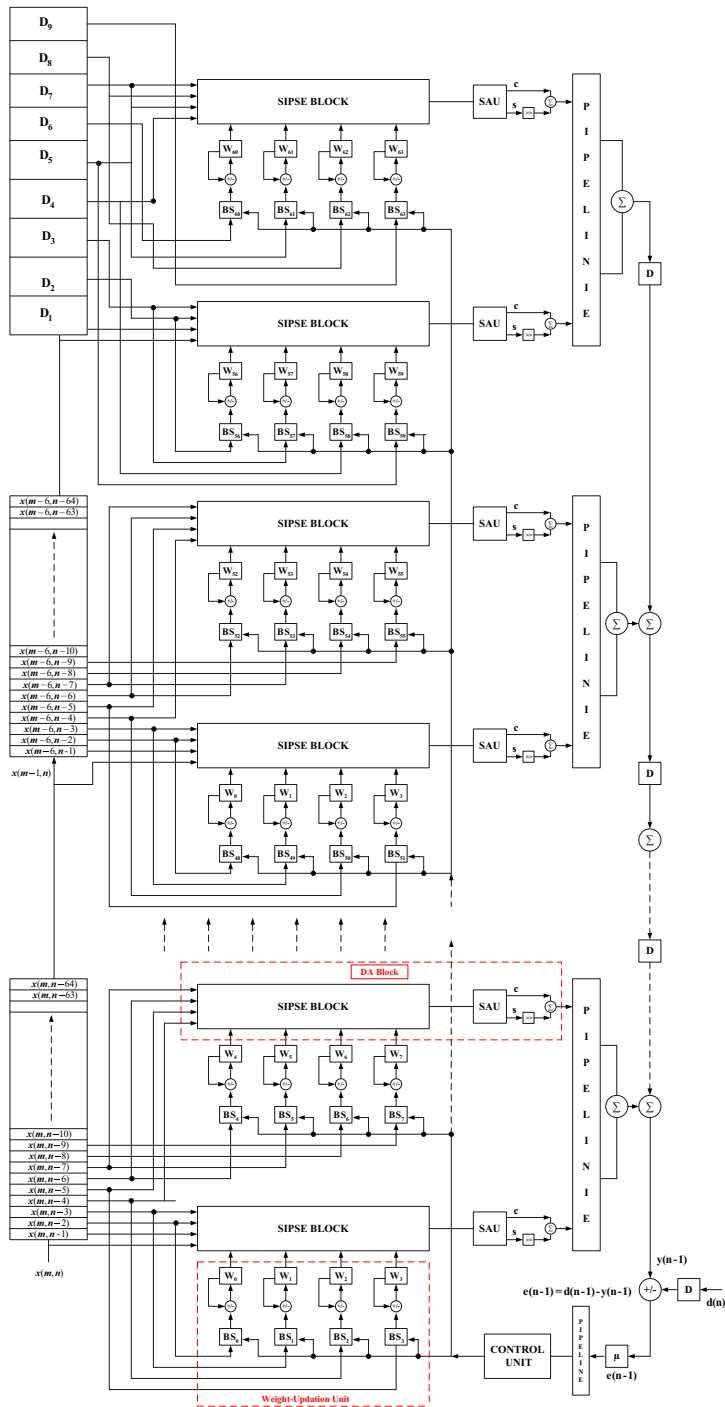 D9
D8
D7
D6
D5
D4
D3
D2
D1
SIPSE BLOCK
SAU
c
s
>>
Σ
W60 W61 W62 W63
+/- +/- +/- +/-
BS60 BS61 BS62 BS63
PIPELINIE
Σ
D
SIPSE BLOCK
SAU
c
s
>>
Σ
W56 W57 W58 W59
+/- +/- +/- +/-
BS56 BS57 BS58 BS59
x(m−6,n−64)
x(m−6,n−63)
x(m−6,n−10)
x(m−6,n−9)
x(m−6,n−8)
x(m−6,n−7)
x(m−6,n−6)
x(m−6,n−5)
x(m−6,n−4)
x(m−6,n−3)
x(m−6,n−2)
x(m−6,n-1)
x(m−1,n)
SIPSE BLOCK
SAU
c
s
>>
Σ
W52 W53 W54 W55
+/- +/- +/- +/-
BS52 BS53 BS54 BS55
PIPELINIE
Σ
Σ
SIPSE BLOCK
SAU
c
s
>>
Σ
D
W0 W1 W2 W3
+/- +/- +/- +/-
BS48 BS49 BS50 BS51
Σ
D
DA Block
x(m,n−64)
x(m,n−63)
x(m,n−10)
x(m,n−9)
x(m,n−8)
x(m,n−7)
x(m,n−6)
x(m,n−5)
x(m,n−4)
x(m,n−3)
x(m,n−2)
x(m,n-1)
x(m,n)
SIPSE BLOCK
SAU
c
s
>>
Σ
W4 W5 W6 W7
+/- +/- +/- +/-
BS4 BS5 BS6 BS7
PIPELINIE
Σ
Σ
SIPSE BLOCK
SAU
c
s
>>
Σ
W0 W1 W2 W3
+/- +/- +/- +/-
BS0 BS1 BS2 BS3
Weight-Updation Unit
y(n-1)
e(n-1)=d(n-1)-y(n-1)
+/-
D
d(n)
CONTROL
UNIT
PIPELINE
μ
e(n-1)